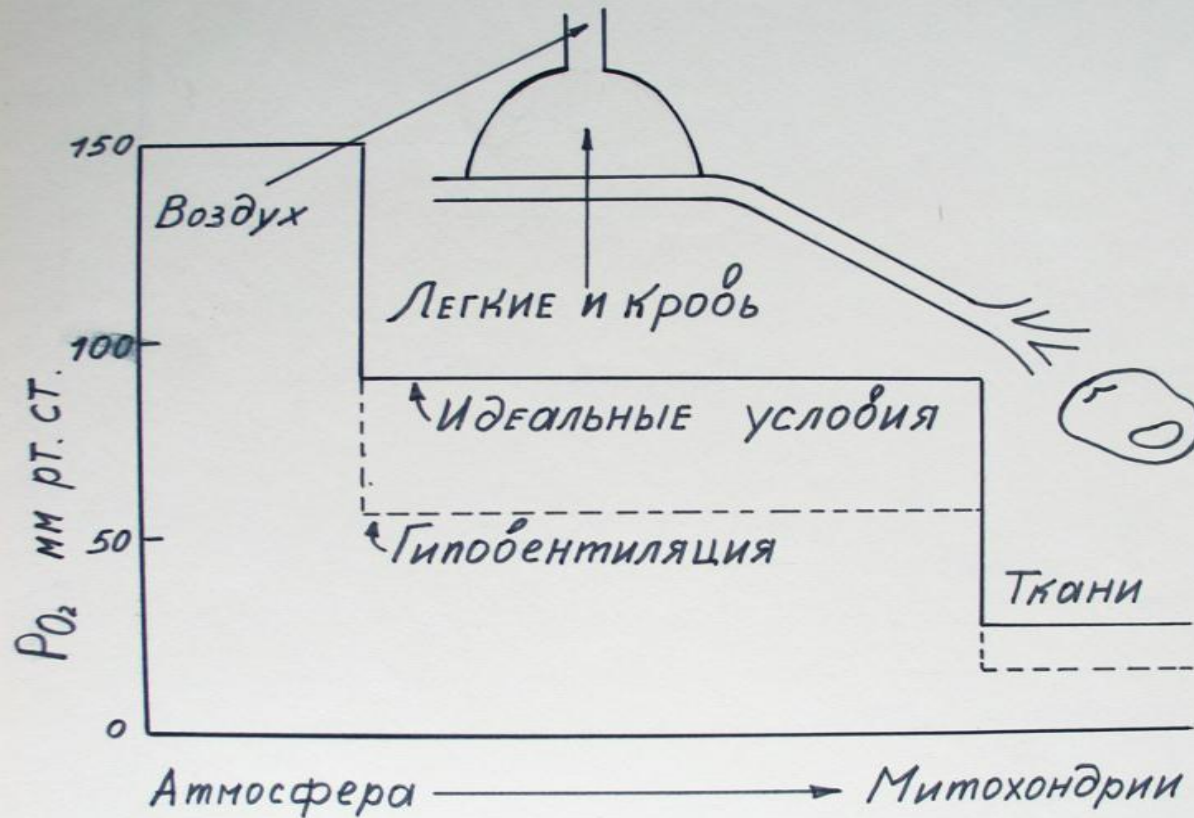 150
Воздух
Легкие и кровь
100
Идеальные условия
50
Гиповентиляция
Ткани
0
PO₂ мм рт. ст.
Атмосфера
Митохондрии